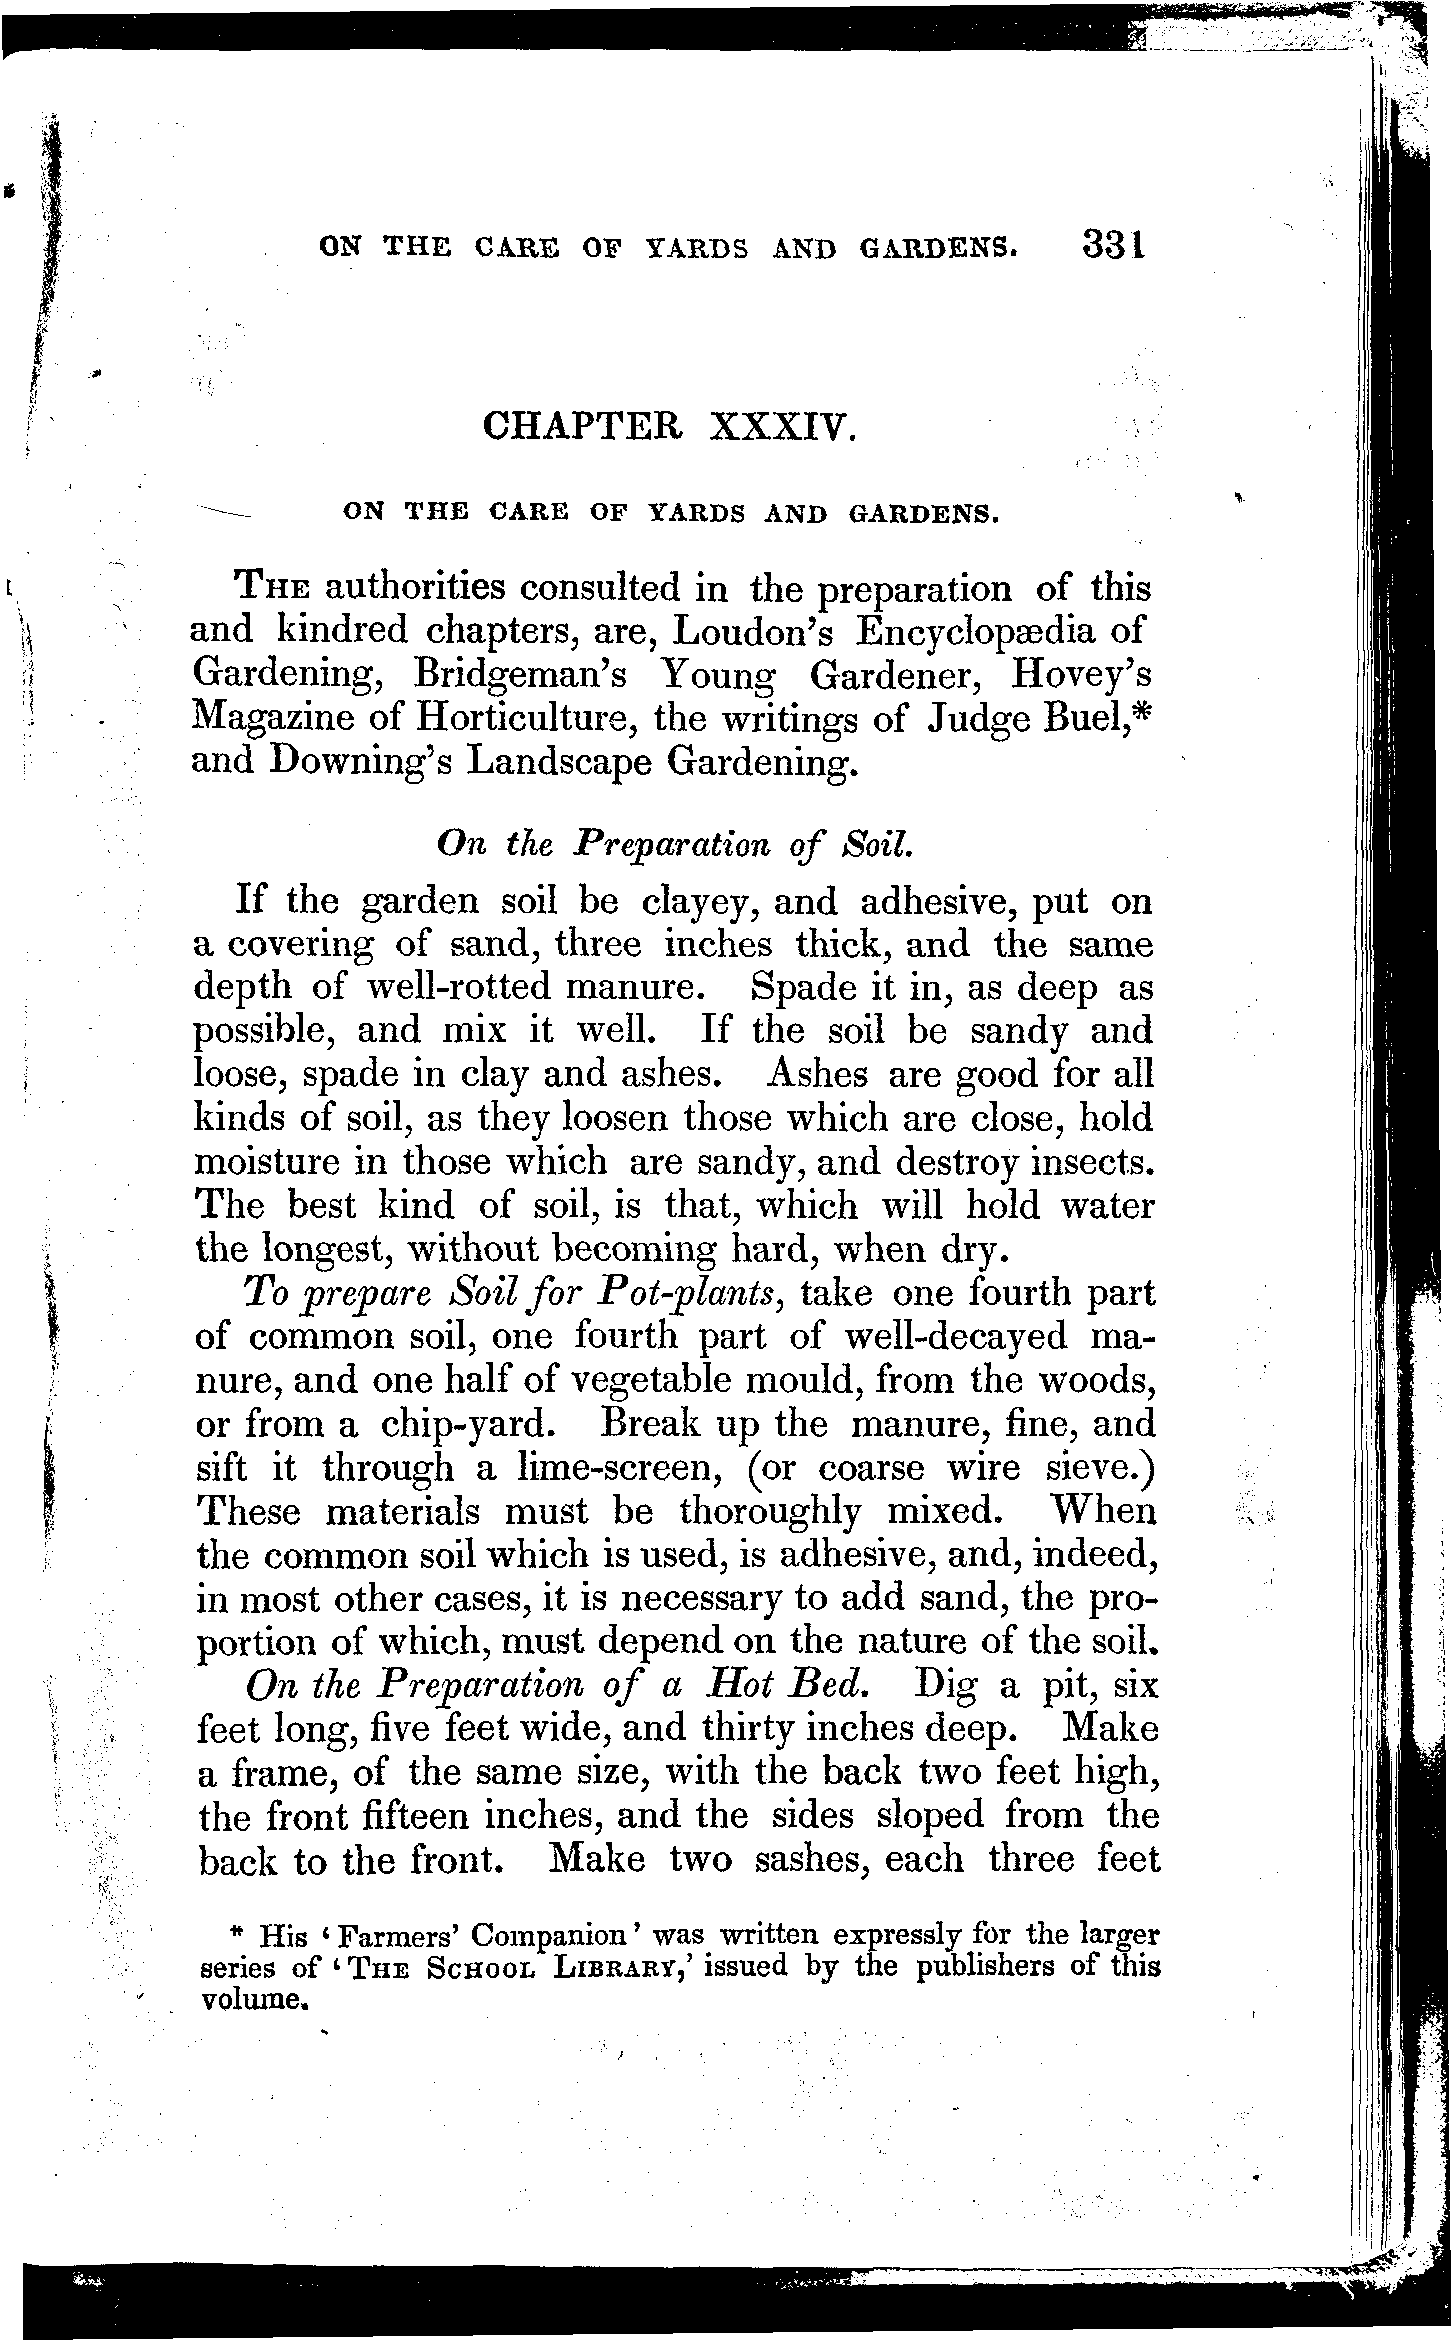 ON THE CARE OF YARDS AND GARDENS. 331
CHAPTER XXXIV.
ON THE CARE OF YARDS AND GARDENS.
THE authorities consulted in the preparation of this
and kindred chapters, are, Loudon's Encyclopædia of
Gardening, Bridgeman's Young Gardener, Hovey's
Magazine of Horticulture, the writings of Judge Buel,*
and Downing's Landscape Gardening.
On the Preparation of Soil.
If the garden soil be clayey, and adhesive, put on
a covering of sand, three inches thick, and the same
depth of well-rotted manure. Spade it in, as deep as
possible, and mix it well. If the soil be sandy and
loose, spade in clay and ashes. Ashes are good for all
kinds of soil, as they loosen those which are close, hold
moisture in those which are sandy, and destroy insects.
The best kind of soil, is that, which will hold water
the longest, without becoming hard, when dry.
To prepare Soil for Pot-plants, take one fourth part
of common soil, one fourth part of well-decayed ma-
nure, and one half of vegetable mould, from the woods,
or from a chip-yard. Break up the manure, fine, and
sift it through a lime-screen, (or coarse wire sieve.)
These materials must be thoroughly mixed. When
the common soil which is used, is adhesive, and, indeed,
in most other cases, it is necessary to add sand, the pro-
portion of which, must depend on the nature of the soil.
On the Preparation of a Hot Bed. Dig a pit, six
feet long, five feet wide, and thirty inches deep. Make
a frame, of the same size, with the back two feet high,
the front fifteen inches, and the sides sloped from the
back to the front. Make two sashes, each three feet
* His 'Farmers' Companion' was written expressly for the larger
series of 'THE SCHOOL LIBRARY,' issued by the publishers of this
volume.